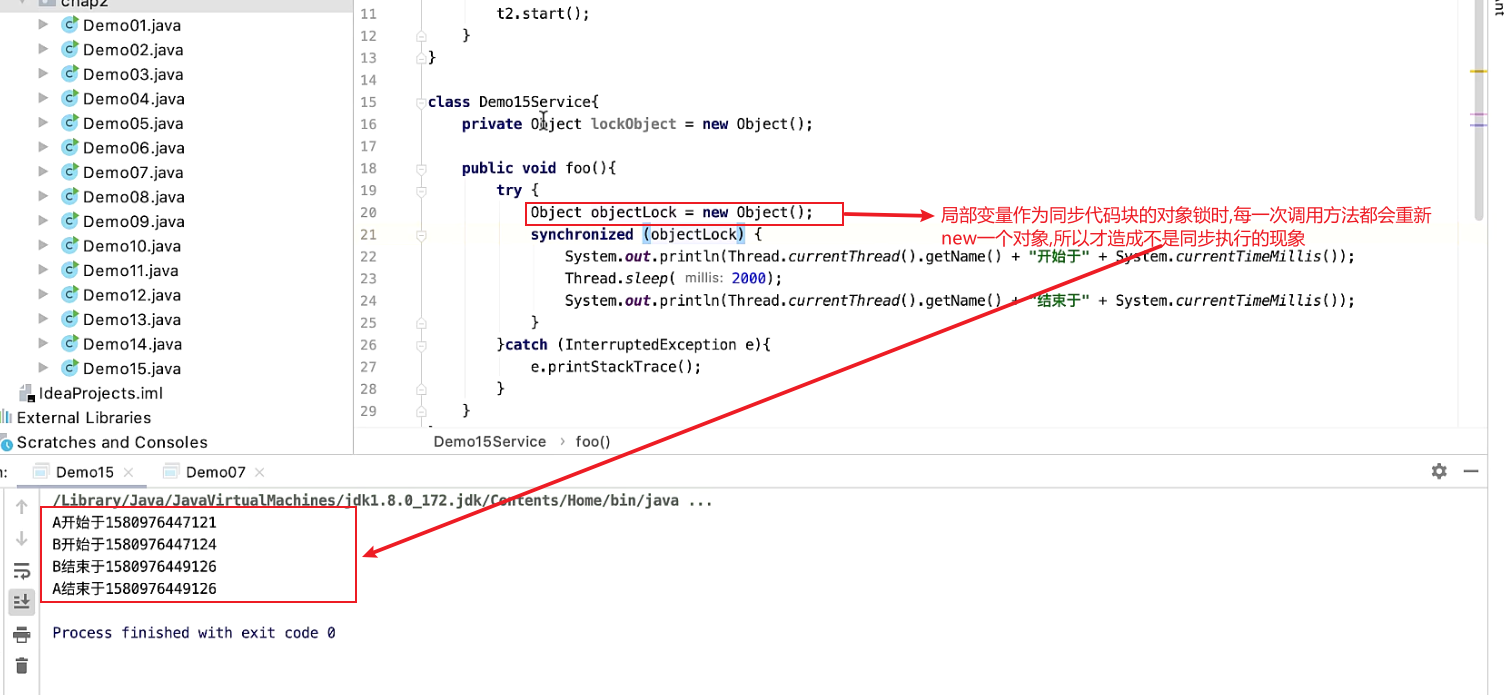 chap2
Demo01.java
Demo02.java
Demo03.java
Demo04.java
Demo05.java
Demo06.java
Demo07.java
Demo08.java
Demo09.java
Demo10.java
Demo11.java
Demo12.java
Demo13.java
Demo14.java
Demo15.java
IdeaProjects.iml
External Libraries
Scratches and Consoles
11 t2.start();
12 }
13 }
14
15 class Demo15Service{
16 private Object lockObject = new Object();
17
18 public void foo(){
19 try {
20 Object objectLock = new Object();
21 synchronized (objectLock) {
22 System.out.println(Thread.currentThread().getName() + "开始于" + System.currentTimeMillis());
23 Thread.sleep( millis: 2000);
24 System.out.println(Thread.currentThread().getName() + "结束于" + System.currentTimeMillis());
25 }
26 }catch (InterruptedException e){
27 e.printStackTrace();
28 }
29 }
局部变量作为同步代码块的对象锁时,每一次调用方法都会重新
new一个对象,所以才造成不是同步执行的现象
Demo15Service › foo()
Demo15 Demo07
/Library/Java/JavaVirtualMachines/jdk1.8.0_172.jdk/Contents/Home/bin/java ...
A开始于1580976447121
B开始于1580976447124
B结束于1580976449126
A结束于1580976449126
Process finished with exit code 0